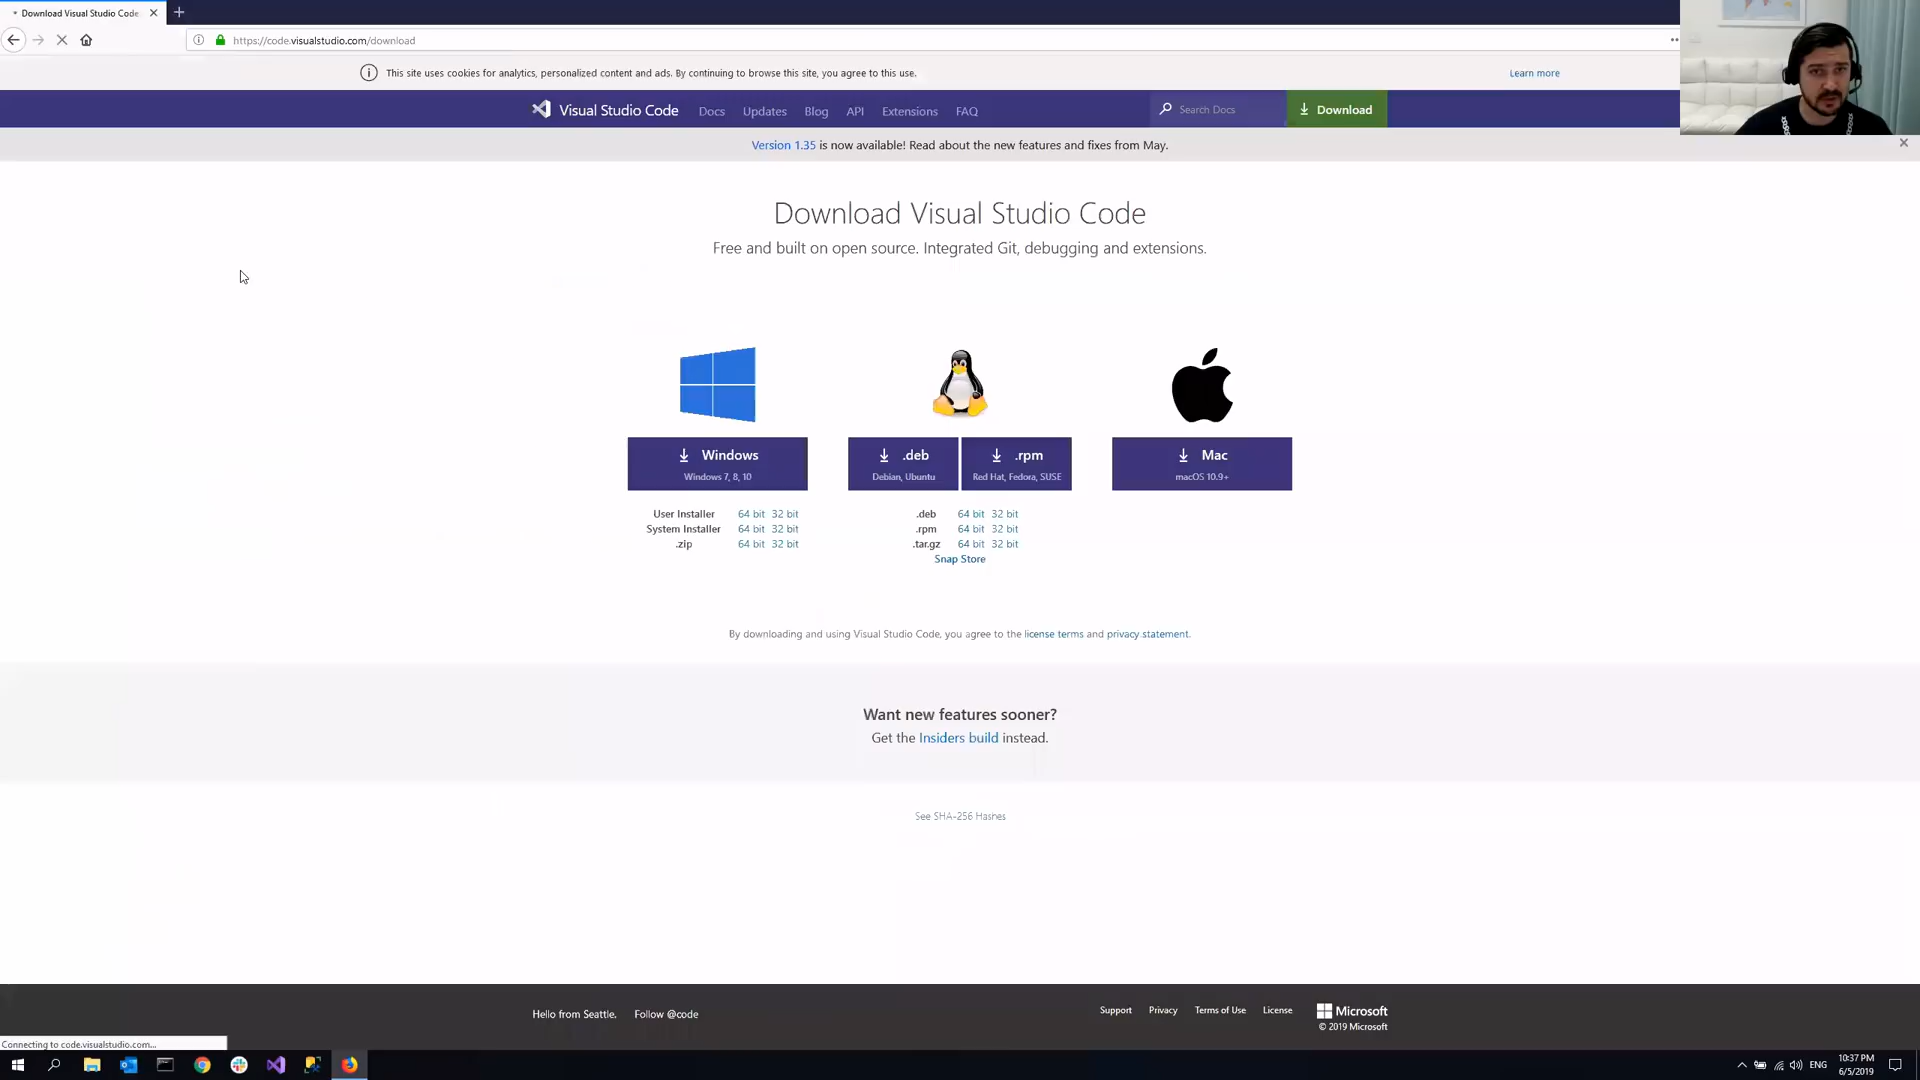 Download Visual Studio Code
https://code.visualstudio.com/download
This site uses cookies for analytics, personalized content and ads. By continuing to browse this site, you agree to this use.
Learn more
Visual Studio Code
Docs
Updates
Blog
API
Extensions
FAQ
Search Docs
Download
Version 1.35 is now available! Read about the new features and fixes from May.
Download Visual Studio Code
Free and built on open source. Integrated Git, debugging and extensions.
Windows
Windows 7, 8, 10
.deb
Debian, Ubuntu
.rpm
Red Hat, Fedora, SUSE
Mac
macOS 10.9+
User Installer 64 bit 32 bit
System Installer 64 bit 32 bit
.zip 64 bit 32 bit
.deb 64 bit 32 bit
.rpm 64 bit 32 bit
.tar.gz 64 bit 32 bit
Snap Store
By downloading and using Visual Studio Code, you agree to the license terms and privacy statement.
Want new features sooner?
Get the Insiders build instead.
See SHA-256 Hashes
Hello from Seattle.
Follow @code
Support
Privacy
Terms of Use
License
Microsoft
© 2019 Microsoft
Connecting to code.visualstudio.com...
ENG
10:37 PM
6/5/2019